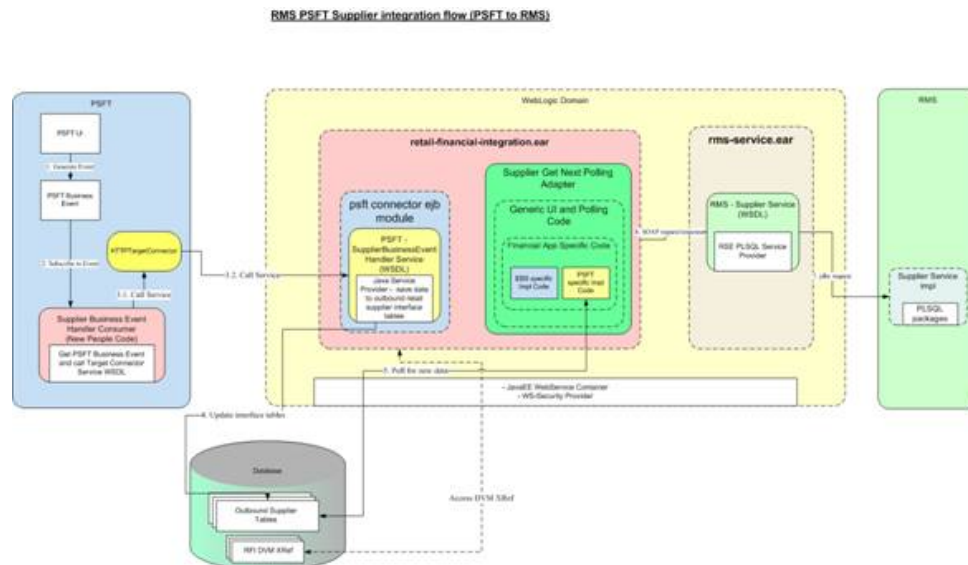 RMS PSFT Supplier integration flow (PSFT to RMS)
PSFT
PSFT UI
1. Generate Event
PSFT Business
Event
2. Subscribe to Event
HTTPTargetConnector
3.1. Call Service
Supplier Business Event
Handler Consumer
(New People Code)
Get PSFT Business Event
and call Target Connector
Service WSDL
3.2. Call Service
WebLogic Domain
retail-financial-integration.ear
psft connector ejb
module
PSFT -
SupplierBusinessEvent
Handler Service
(WSDL)
Java Service
Provider - save data
to outbound retail
supplier interface
tables
Supplier Get Next Polling
Adapter
Generic UI and Polling
Code
Financial App Specific Code
EBS specific
Impl Code
PSFT
specific Impl
Code
SOAP request/response
rms-service.ear
RMS - Supplier Service
(WSDL)
RSE PLSQL Service
Provider
request
RMS
Supplier Service
Impl
PLSQL
packages
5. Poll for new data
- JavaEE WebService Container
- WS-Security Provider
4. Update interface tables
Database
Outbound Supplier
Tables
RFI DVM XRef
Access DVM XRef